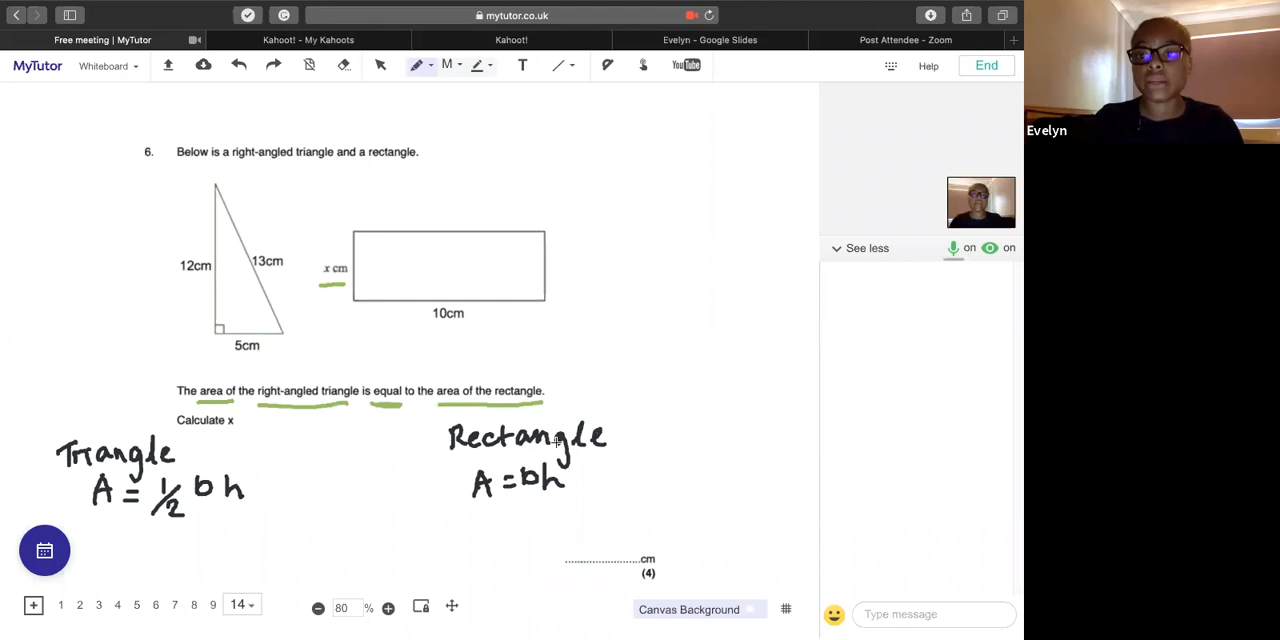 mytutor.co.uk
Free meeting | MyTutor
Kahoot! - My Kahoots
Kahoot!
Evelyn - Google Slides
Post Attendee - Zoom
MyTutor
Whiteboard
M
T
YouTube
Help
End
Evelyn
6. Below is a right-angled triangle and a rectangle.
12cm
13cm
x cm
10cm
5cm
See less
on
on
The area of the right-angled triangle is equal to the area of the rectangle.
Calculate x
Triangle
A = 1/2 b h
Rectangle
A = bh
....................cm
(4)
1 2 3 4 5 6 7 8 9 14
80 %
Canvas Background
Type message